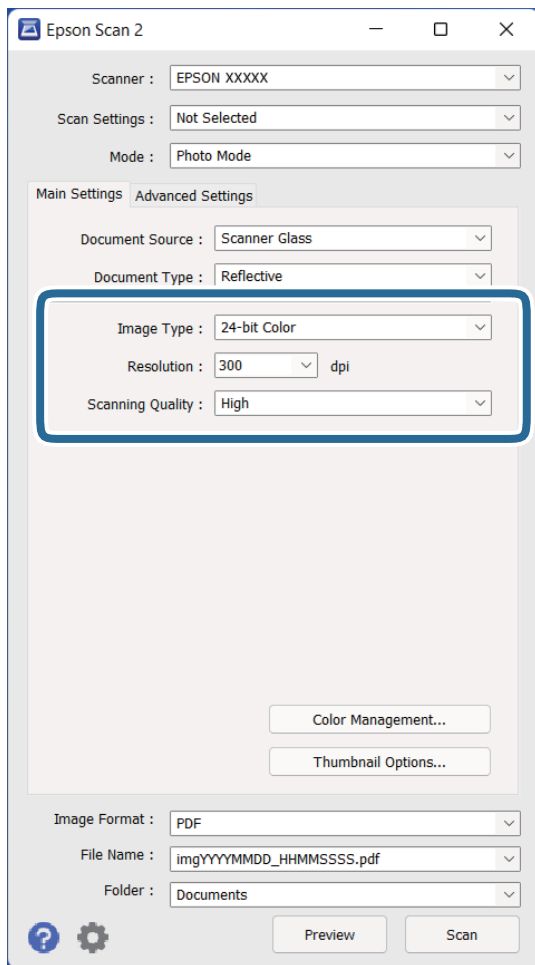 Epson Scan 2
Scanner : EPSON XXXXX
Scan Settings : Not Selected
Mode : Photo Mode
Main Settings Advanced Settings
Document Source : Scanner Glass
Document Type : Reflective
Image Type : 24-bit Color
Resolution : 300 dpi
Scanning Quality : High
Color Management...
Thumbnail Options...
Image Format : PDF
File Name : imgYYYYMMDD_HHMMSSSS.pdf
Folder : Documents
? Preview Scan